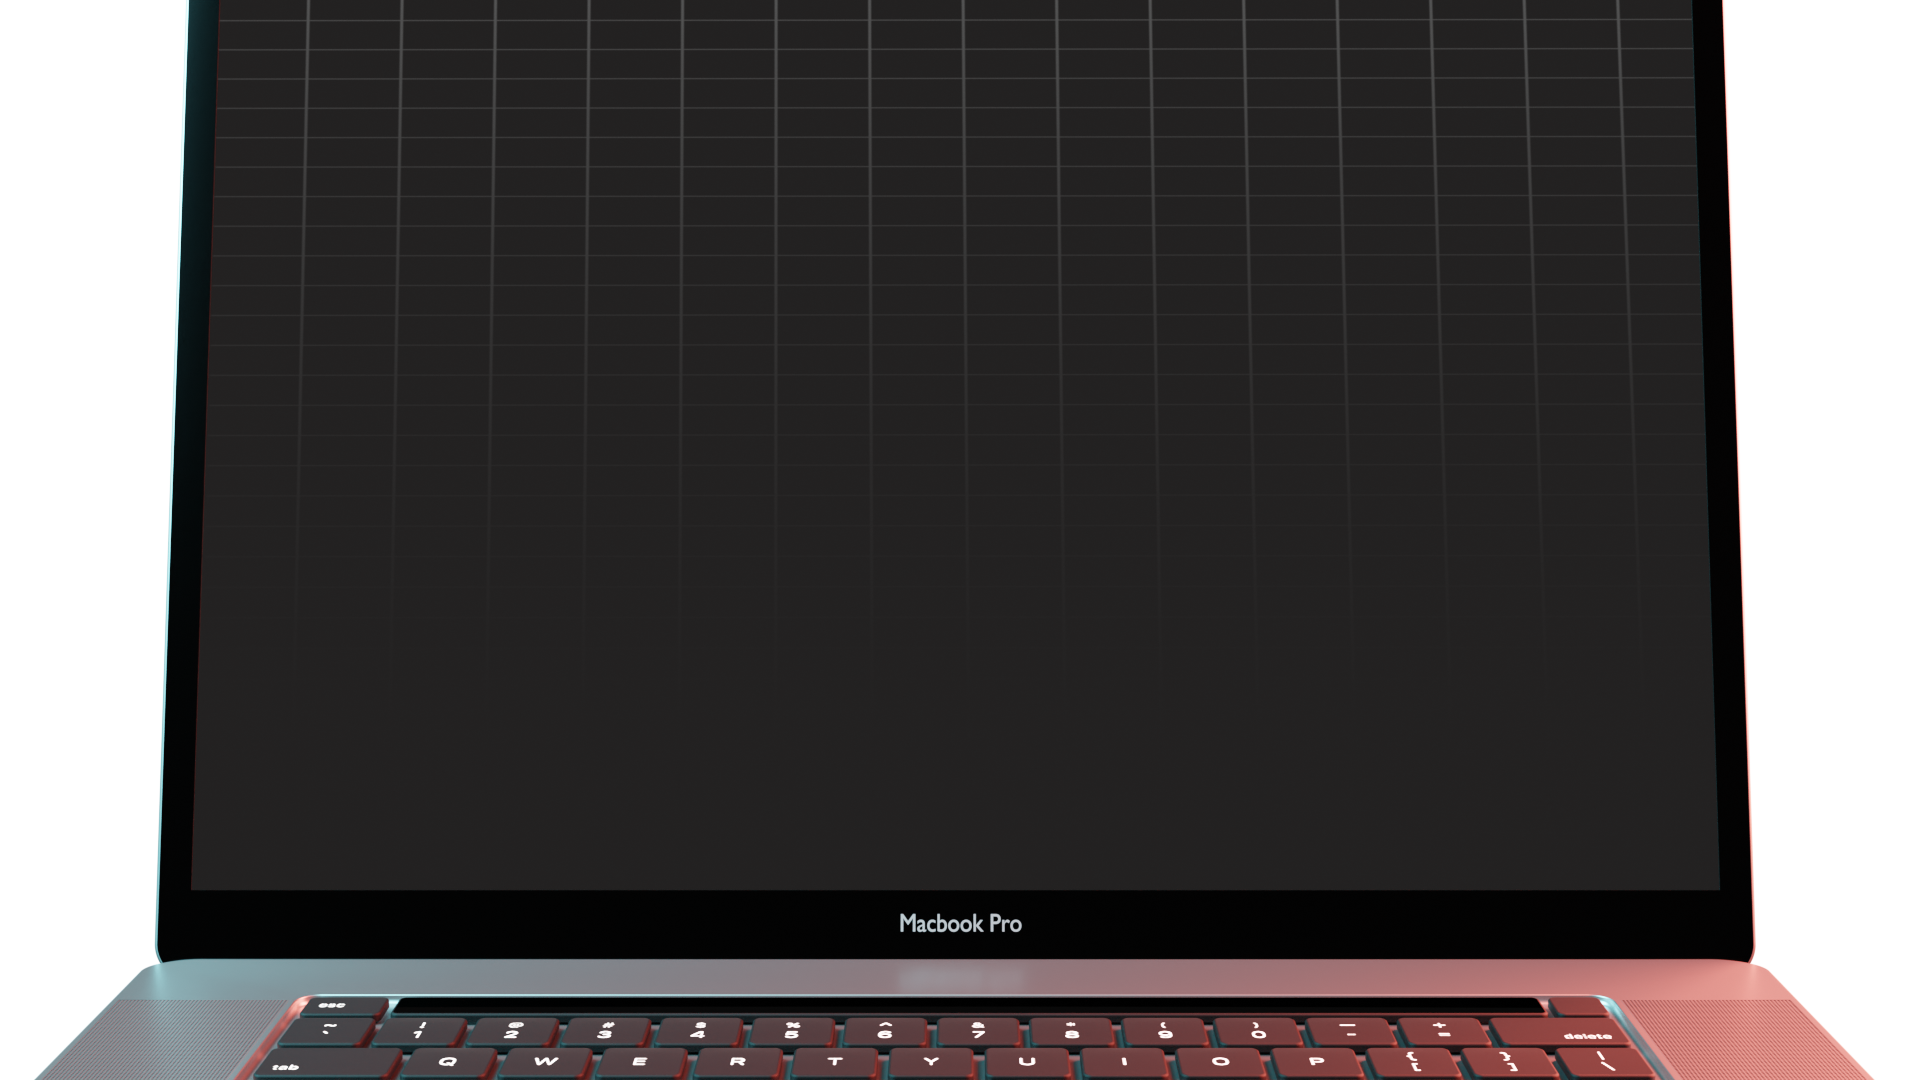 Macbook Pro
esc
~ ! @ # $ % ^ & * ( ) — +
` 1 2 3 4 5 6 7 8 9 0 - = delete
tab Q W E R T Y U I O P { [ } ] | \